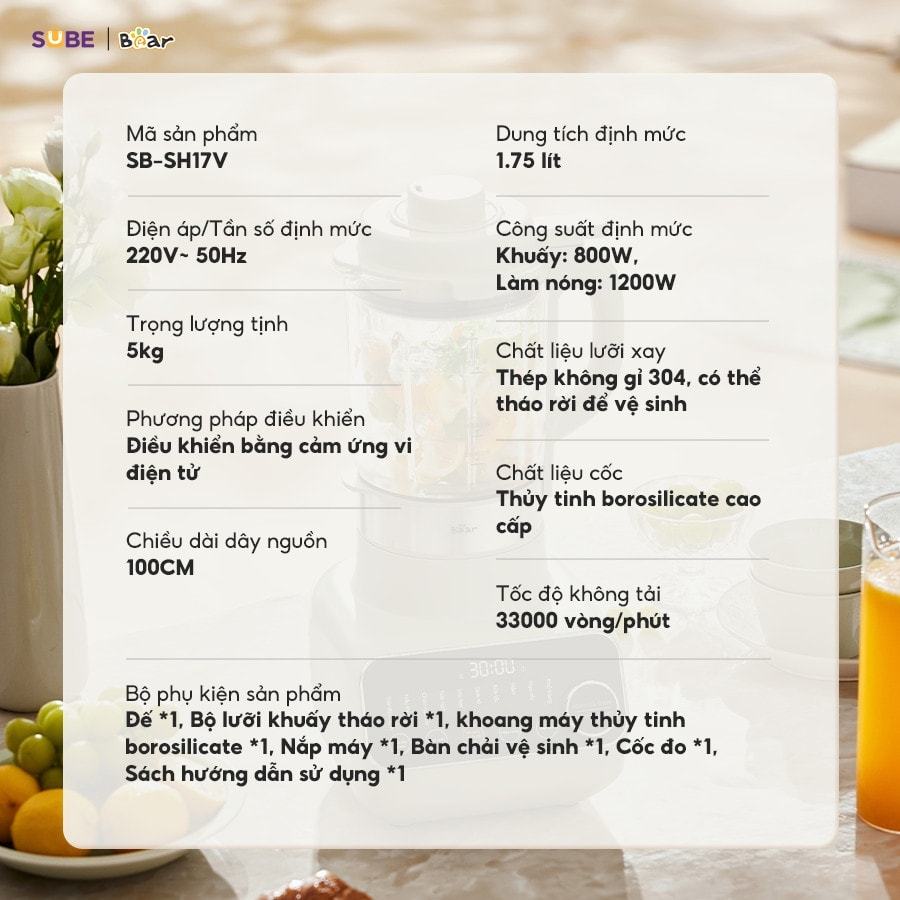 SUBE | Bear
Mã sản phẩm
SB-SH17V
Điện áp/Tần số định mức
220V~ 50Hz
Trọng lượng tịnh
5kg
Phương pháp điều khiển
Điều khiển bằng cảm ứng vi
điện tử
Chiều dài dây nguồn
100CM
Dung tích định mức
1.75 lít
Công suất định mức
Khuấy: 800W,
Làm nóng: 1200W
Chất liệu lưỡi xay
Thép không gỉ 304, có thể
tháo rời để vệ sinh
Chất liệu cốc
Thủy tinh borosilicate cao
cấp
Tốc độ không tải
33000 vòng/phút
Bộ phụ kiện sản phẩm
Đế *1, Bộ lưỡi khuấy tháo rời *1, khoang máy thủy tinh
borosilicate *1, Nắp máy *1, Bàn chải vệ sinh *1, Cốc đo *1,
Sách hướng dẫn sử dụng *1
Bear
30:00